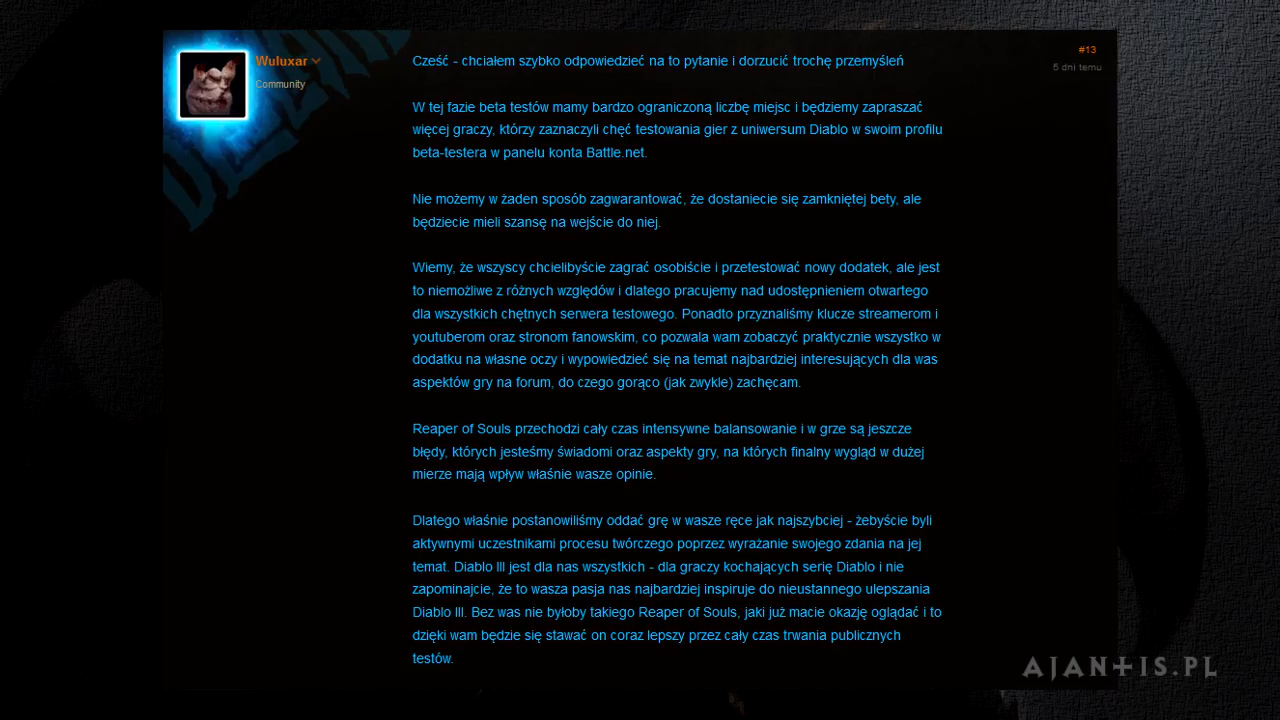 Wuluxar
Community
#13
5 dni temu
Cześć - chciałem szybko odpowiedzieć na to pytanie i dorzucić trochę przemyśleń
W tej fazie beta testów mamy bardzo ograniczoną liczbę miejsc i będziemy zapraszać
więcej graczy, którzy zaznaczyli chęć testowania gier z uniwersum Diablo w swoim profilu
beta-testera w panelu konta Battle.net.
Nie możemy w żaden sposób zagwarantować, że dostaniecie się zamkniętej bety, ale
będziecie mieli szansę na wejście do niej.
Wiemy, że wszyscy chcielibyście zagrać osobiście i przetestować nowy dodatek, ale jest
to niemożliwe z różnych względów i dlatego pracujemy nad udostępnieniem otwartego
dla wszystkich chętnych serwera testowego. Ponadto przyznaliśmy klucze streamerom i
youtuberom oraz stronom fanowskim, co pozwala wam zobaczyć praktycznie wszystko w
dodatku na własne oczy i wypowiedzieć się na temat najbardziej interesujących dla was
aspektów gry na forum, do czego gorąco (jak zwykle) zachęcam.
Reaper of Souls przechodzi cały czas intensywne balansowanie i w grze są jeszcze
błędy, których jesteśmy świadomi oraz aspekty gry, na których finalny wygląd w dużej
mierze mają wpływ właśnie wasze opinie.
Dlatego właśnie postanowiliśmy oddać grę w wasze ręce jak najszybciej - żebyście byli
aktywnymi uczestnikami procesu twórczego poprzez wyrażanie swojego zdania na jej
temat. Diablo III jest dla nas wszystkich - dla graczy kochających serię Diablo i nie
zapominajcie, że to wasza pasja nas najbardziej inspiruje do nieustannego ulepszania
Diablo III. Bez was nie byłoby takiego Reaper of Souls, jaki już macie okazję oglądać i to
dzięki wam będzie się stawać on coraz lepszy przez cały czas trwania publicznych
testów.
AJANTIS.PL